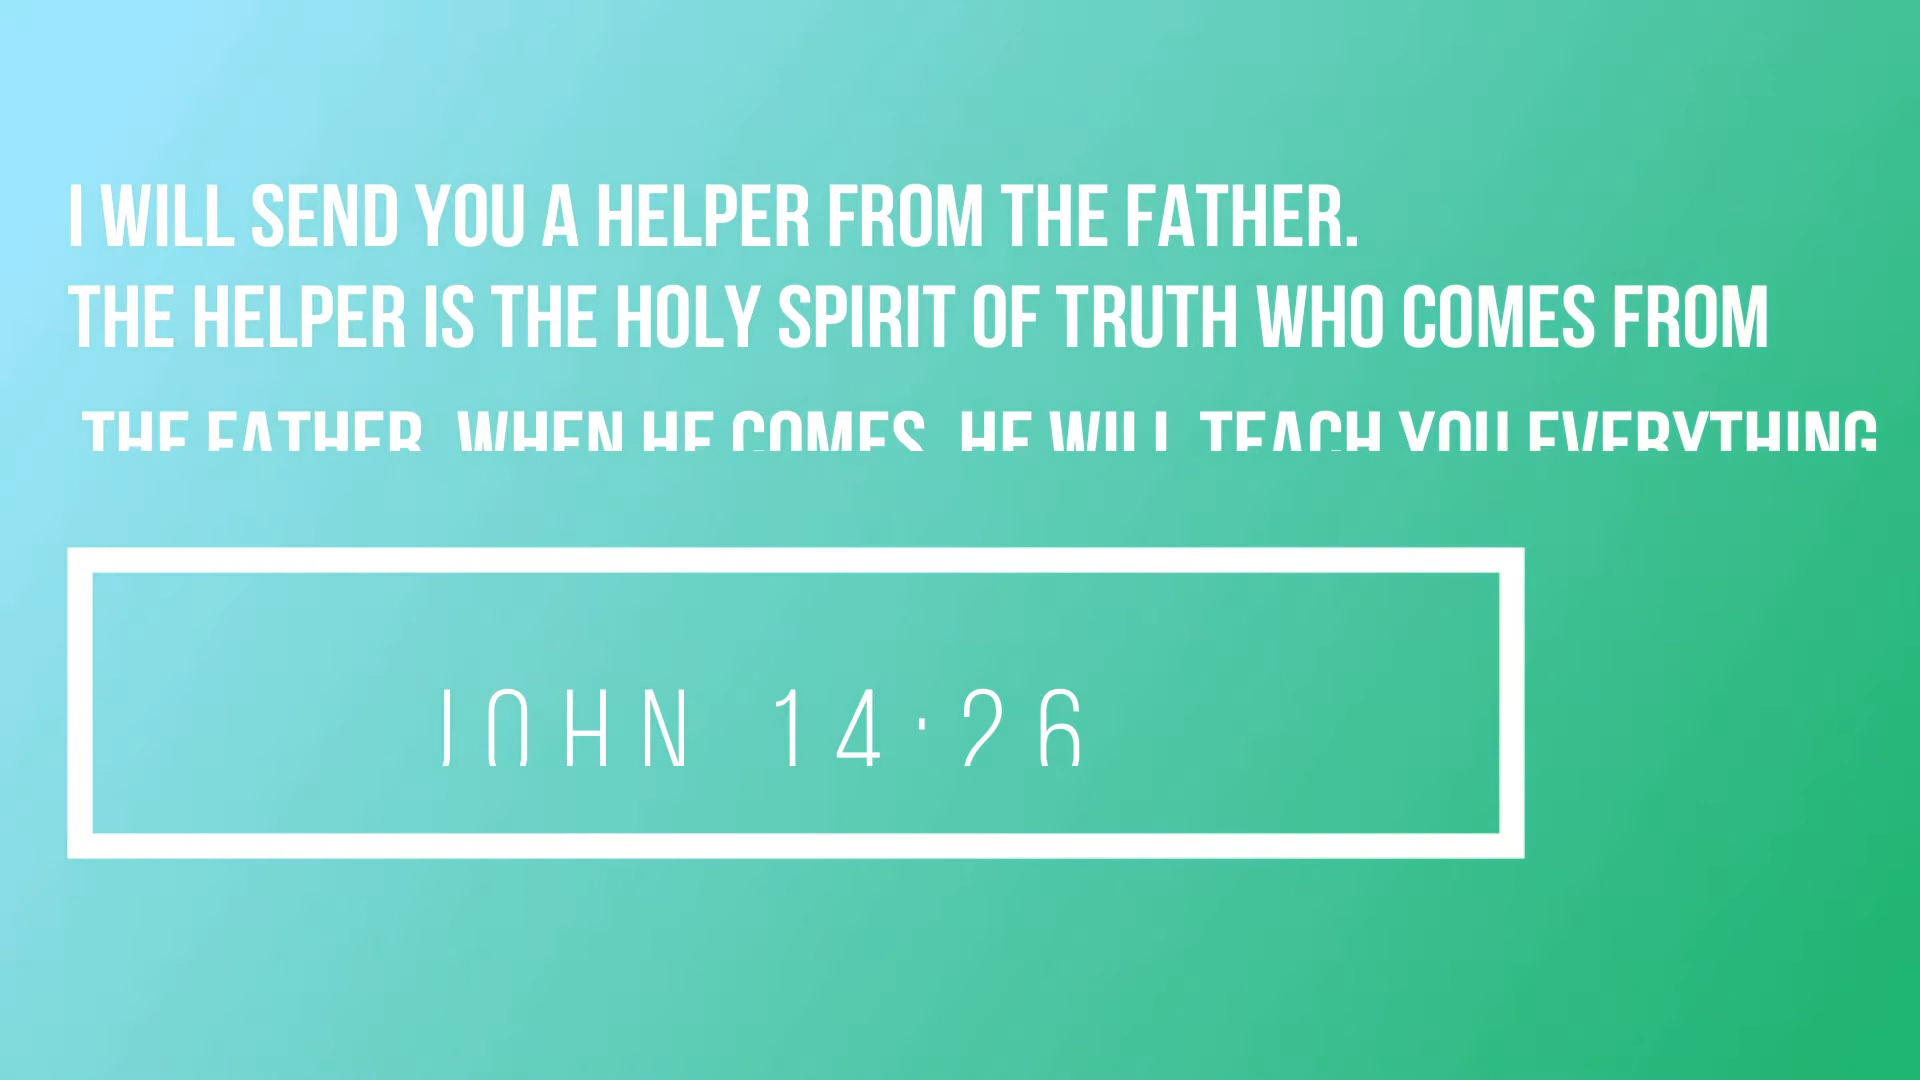 I WILL SEND YOU A HELPER FROM THE FATHER.
THE HELPER IS THE HOLY SPIRIT OF TRUTH WHO COMES FROM
THE FATHER. WHEN HE COMES, HE WILL TEACH YOU EVERYTHING
JOHN 14:26